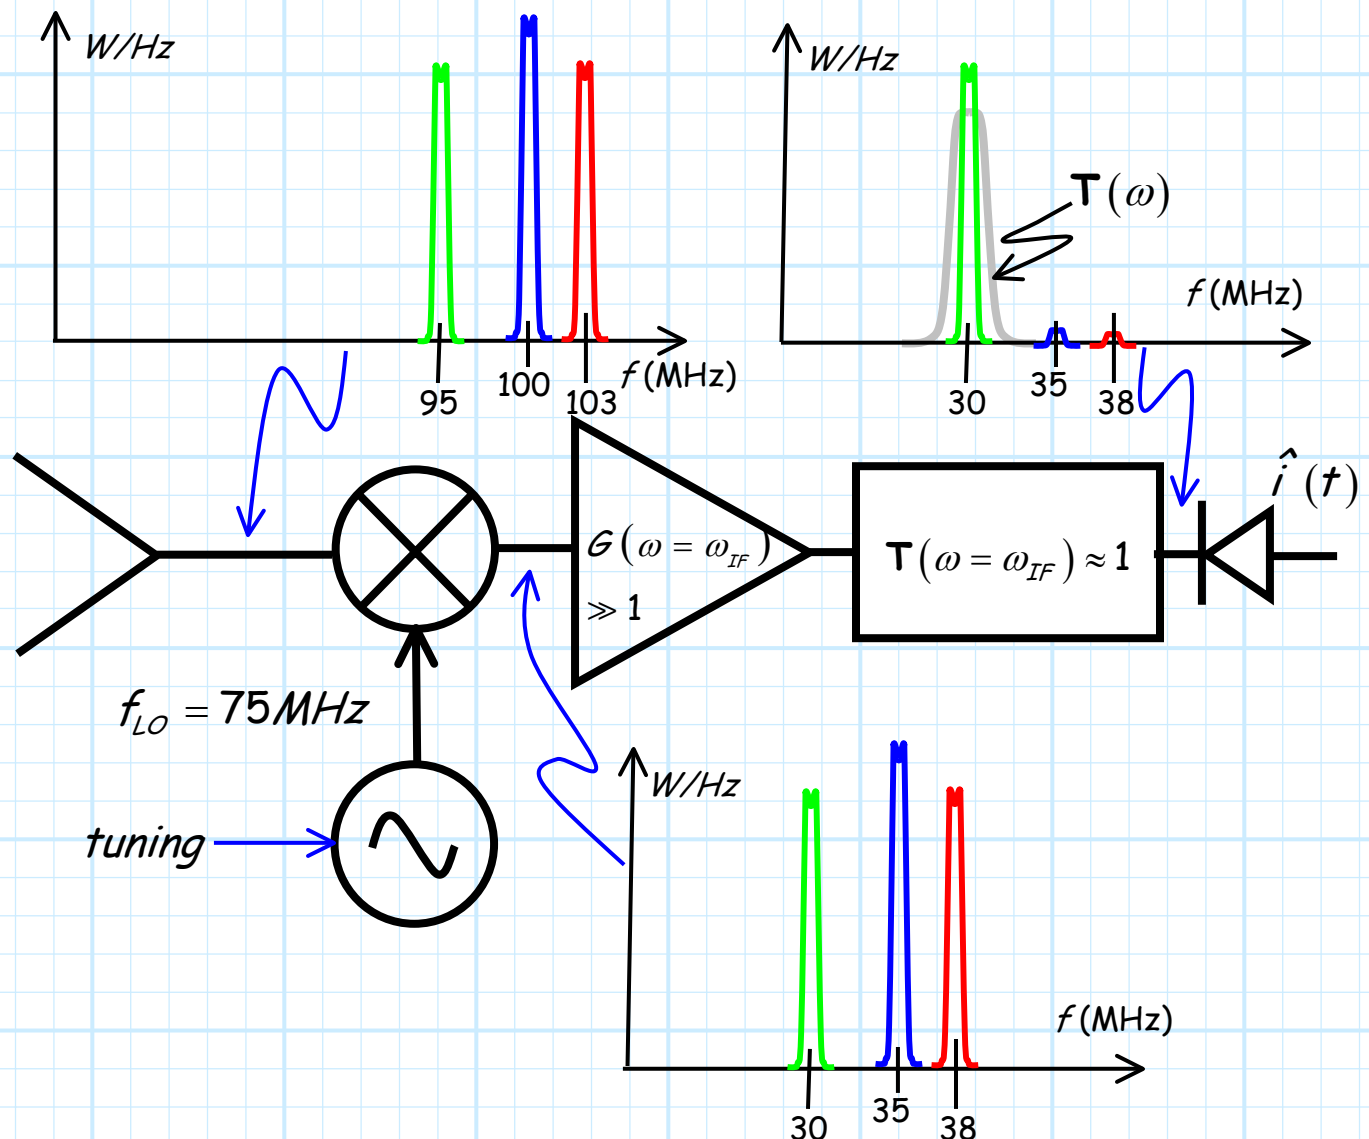 W/Hz
95
100
103
f (MHz)
W/Hz
T(ω)
f (MHz)
30
35
38
î (t)
G(ω = ω_IF)
≫ 1
T(ω = ω_IF) ≈ 1
f_LO = 75MHz
tuning
W/Hz
f (MHz)
30
35
38